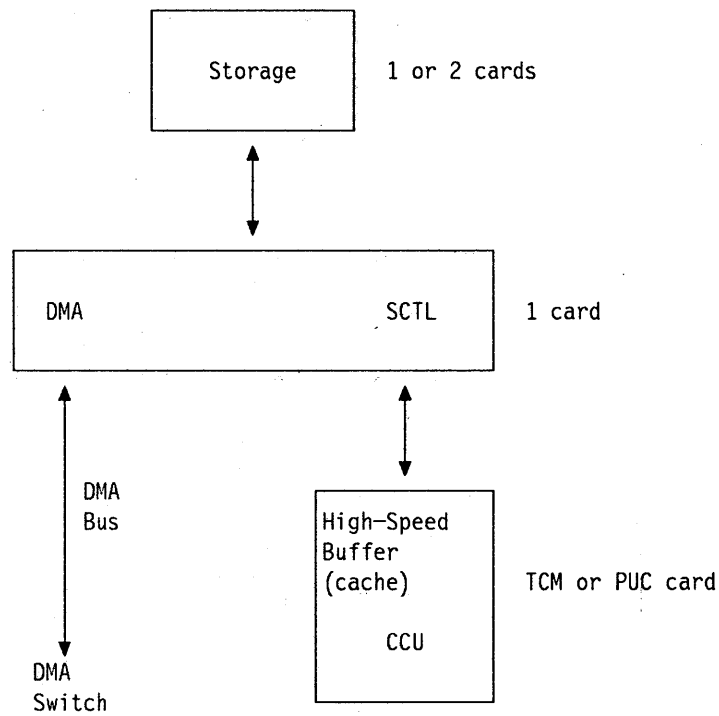 Storage
1 or 2 cards
DMA
SCTL
1 card
DMA
Bus
High-Speed
Buffer
(cache)
CCU
TCM or PUC card
DMA
Switch